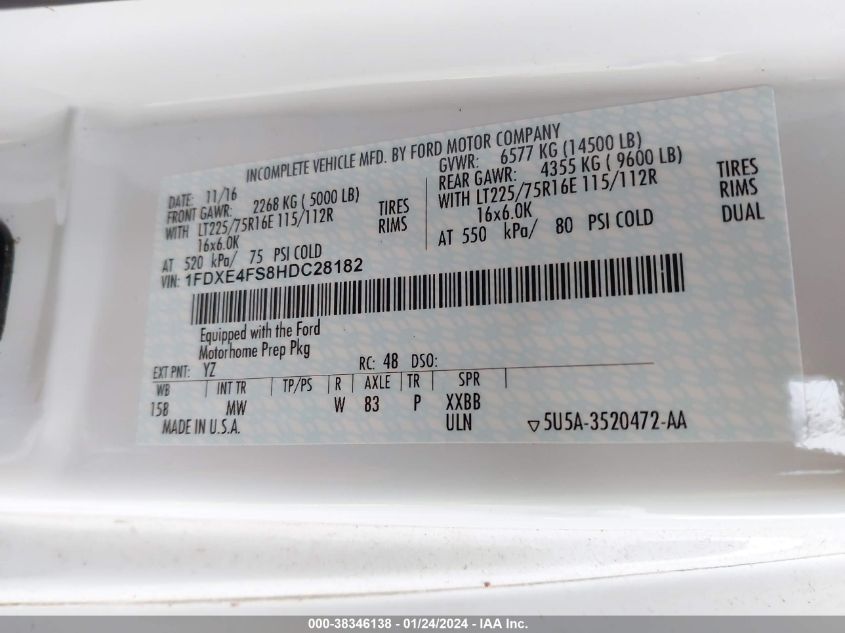 INCOMPLETE VEHICLE MFD. BY FORD MOTOR COMPANY
DATE: 11/16
FRONT GAWR: 2268 KG ( 5000 LB)
WITH LT225/75R16E 115/112R TIRES
16x6.0K RIMS
AT 520 kPa/ 75 PSI COLD
GVWR: 6577 KG (14500 LB)
REAR GAWR: 4355 KG ( 9600 LB)
WITH LT225/75R16E 115/112R TIRES
16x6.0K RIMS
AT 550 kPa/ 80 PSI COLD DUAL
VIN: 1FDXE4FS8HDC28182
Equipped with the Ford
Motorhome Prep Pkg
EXT PNT: YZ RC: 48 DSO:
WB INT TR TP/PS R AXLE TR SPR
158 MW W 83 P XXBB
MADE IN U.S.A. ULN ▽5U5A-3520472-AA
000-38346138 - 01/24/2024 - IAA Inc.